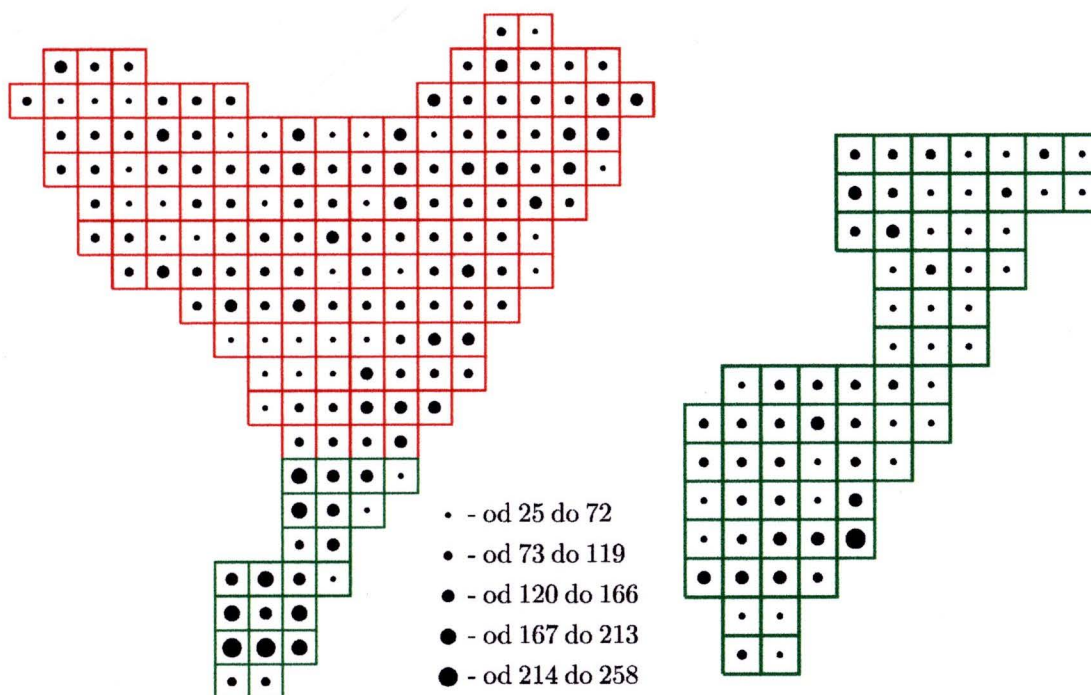 - od 25 do 72
- od 73 do 119
- od 120 do 166
- od 167 do 213
- od 214 do 258